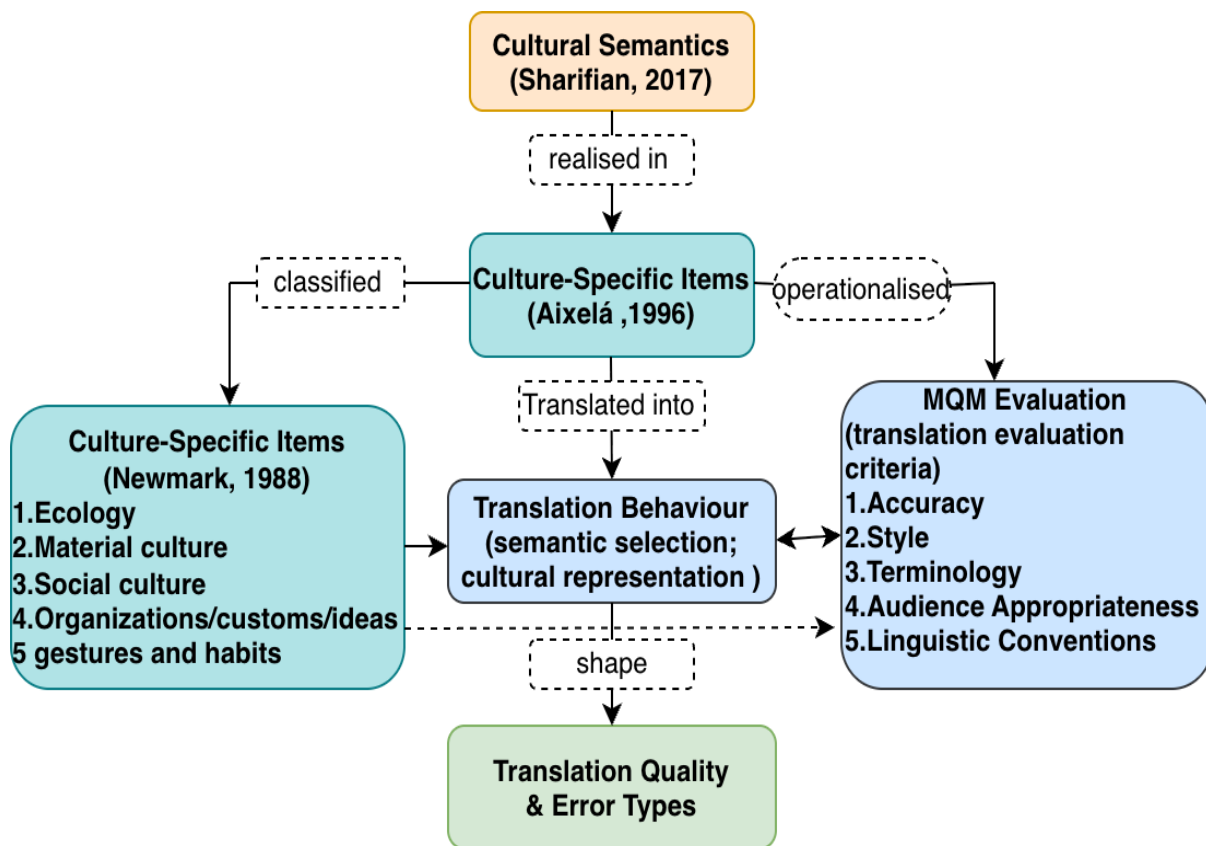 Cultural Semantics
(Sharifian, 2017)
realised in
classified
Culture-Specific Items
(Aixelá ,1996)
operationalised
Translated into
Culture-Specific Items
(Newmark, 1988)
1.Ecology
2.Material culture
3.Social culture
4.Organizations/customs/ideas
5 gestures and habits
Translation Behaviour
(semantic selection;
cultural representation )
MQM Evaluation
(translation evaluation
criteria)
1.Accuracy
2.Style
3.Terminology
4.Audience Appropriateness
5.Linguistic Conventions
shape
Translation Quality
& Error Types